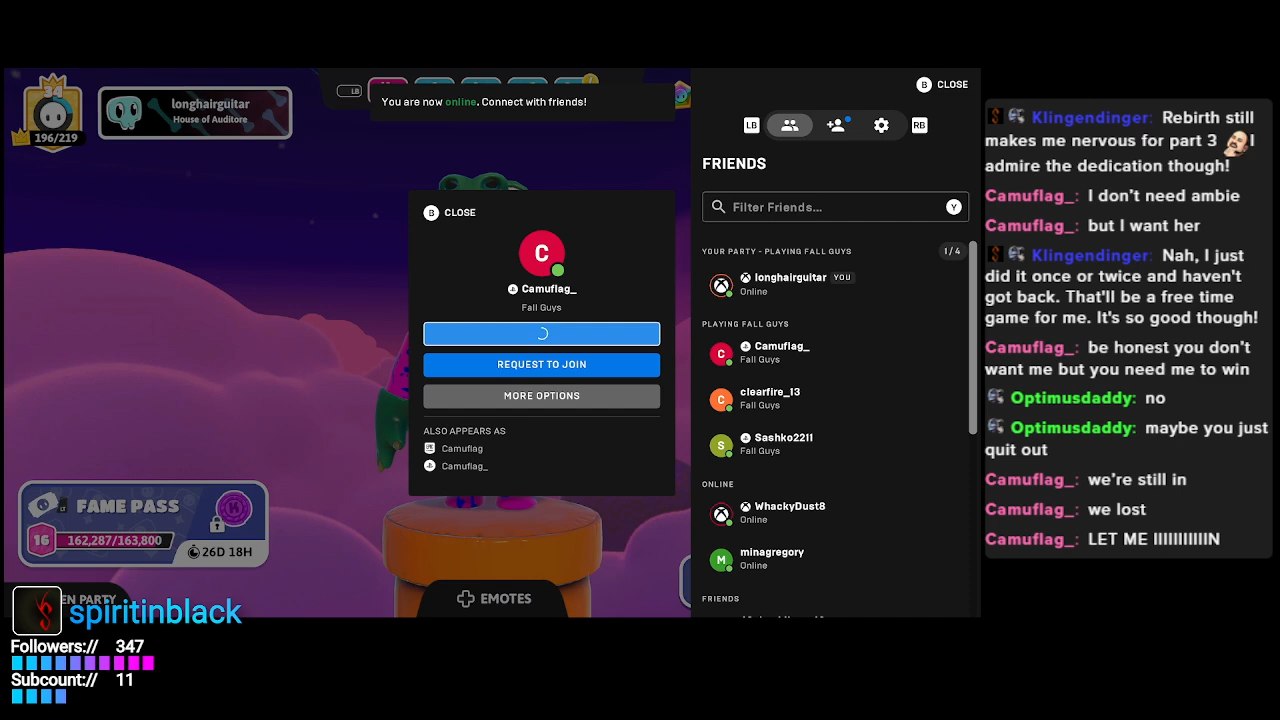 34
196/219
longhairguitar
House of Auditore
LB
You are now online. Connect with friends!
B CLOSE
LB
RB
FRIENDS
Filter Friends...
Y
YOUR PARTY - PLAYING FALL GUYS
1/4
longhairguitar YOU
Online
PLAYING FALL GUYS
C
Camuflag_
Fall Guys
clearfire_13
Fall Guys
S
Sashko2211
Fall Guys
ONLINE
WhackyDust8
Online
M
minagregory
Online
FRIENDS
B CLOSE
C
Camuflag_
Fall Guys
REQUEST TO JOIN
MORE OPTIONS
ALSO APPEARS AS
Camuflag
Camuflag_
LT
FAME PASS
K
16
162,287/163,800
26D 18H
EN PARTY
EMOTES
spiritinblack
Followers:// 347
Subcount:// 11
Klingendinger: Rebirth still
makes me nervous for part 3 I
admire the dedication though!
Camuflag_: I don't need ambie
Camuflag_: but I want her
Klingendinger: Nah, I just
did it once or twice and haven't
got back. That'll be a free time
game for me. It's so good though!
Camuflag_: be honest you don't
want me but you need me to win
Optimusdaddy: no
Optimusdaddy: maybe you just
quit out
Camuflag_: we're still in
Camuflag_: we lost
Camuflag_: LET ME IIIIIIIIIIN